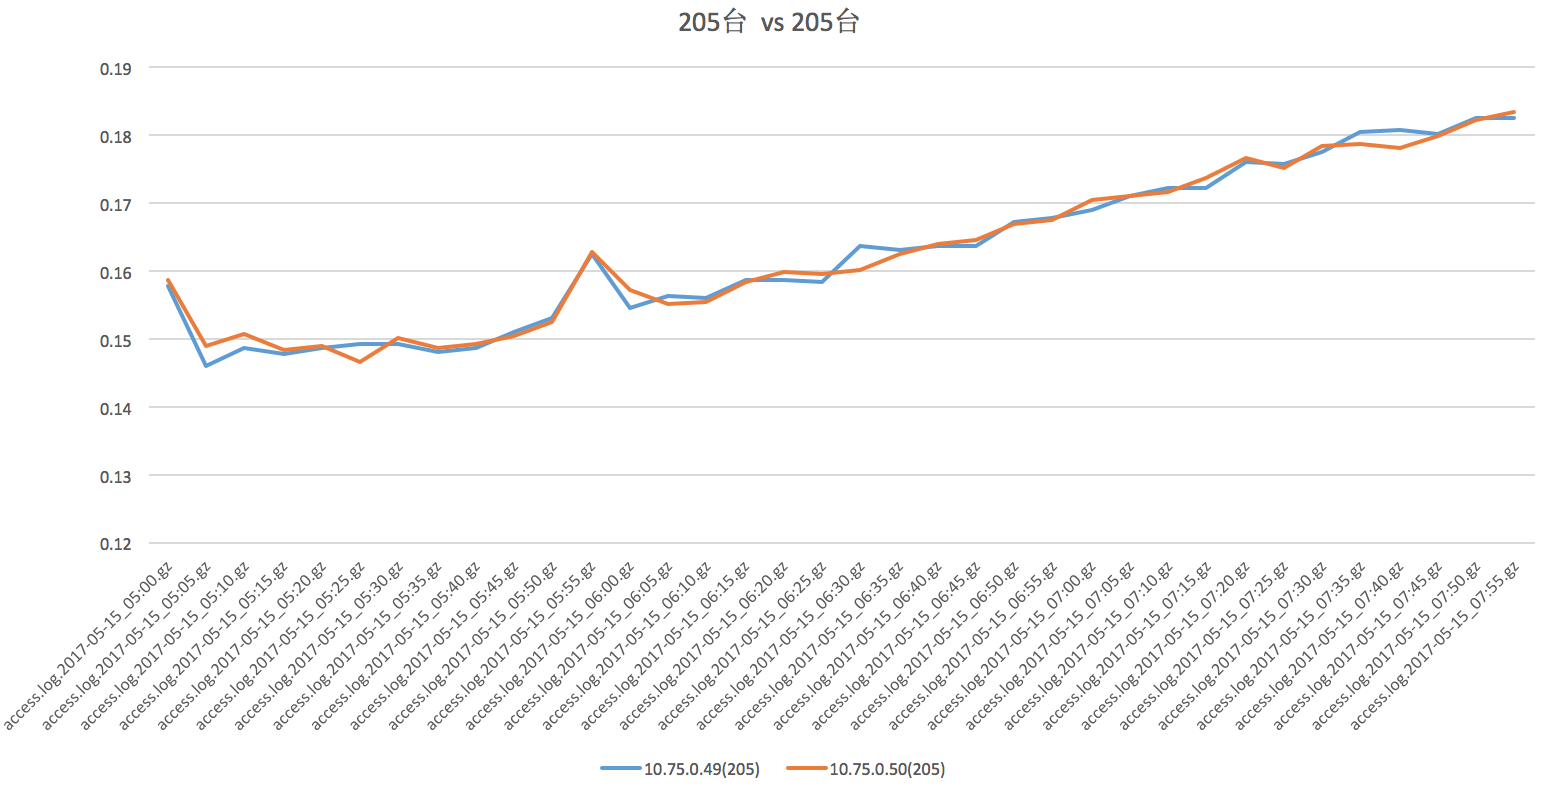 205台 vs 205台
0.19
0.18
0.17
0.16
0.15
0.14
0.13
0.12
access.log.2017-05-15_05:00.gz
access.log.2017-05-15_05:05.gz
access.log.2017-05-15_05:10.gz
access.log.2017-05-15_05:15.gz
access.log.2017-05-15_05:20.gz
access.log.2017-05-15_05:25.gz
access.log.2017-05-15_05:30.gz
access.log.2017-05-15_05:35.gz
access.log.2017-05-15_05:40.gz
access.log.2017-05-15_05:45.gz
access.log.2017-05-15_05:50.gz
access.log.2017-05-15_05:55.gz
access.log.2017-05-15_06:00.gz
access.log.2017-05-15_06:05.gz
access.log.2017-05-15_06:10.gz
access.log.2017-05-15_06:15.gz
access.log.2017-05-15_06:20.gz
access.log.2017-05-15_06:25.gz
access.log.2017-05-15_06:30.gz
access.log.2017-05-15_06:35.gz
access.log.2017-05-15_06:40.gz
access.log.2017-05-15_06:45.gz
access.log.2017-05-15_06:50.gz
access.log.2017-05-15_06:55.gz
access.log.2017-05-15_07:00.gz
access.log.2017-05-15_07:05.gz
access.log.2017-05-15_07:10.gz
access.log.2017-05-15_07:15.gz
access.log.2017-05-15_07:20.gz
access.log.2017-05-15_07:25.gz
access.log.2017-05-15_07:30.gz
access.log.2017-05-15_07:35.gz
access.log.2017-05-15_07:40.gz
access.log.2017-05-15_07:45.gz
access.log.2017-05-15_07:50.gz
access.log.2017-05-15_07:55.gz
10.75.0.49(205)
10.75.0.50(205)